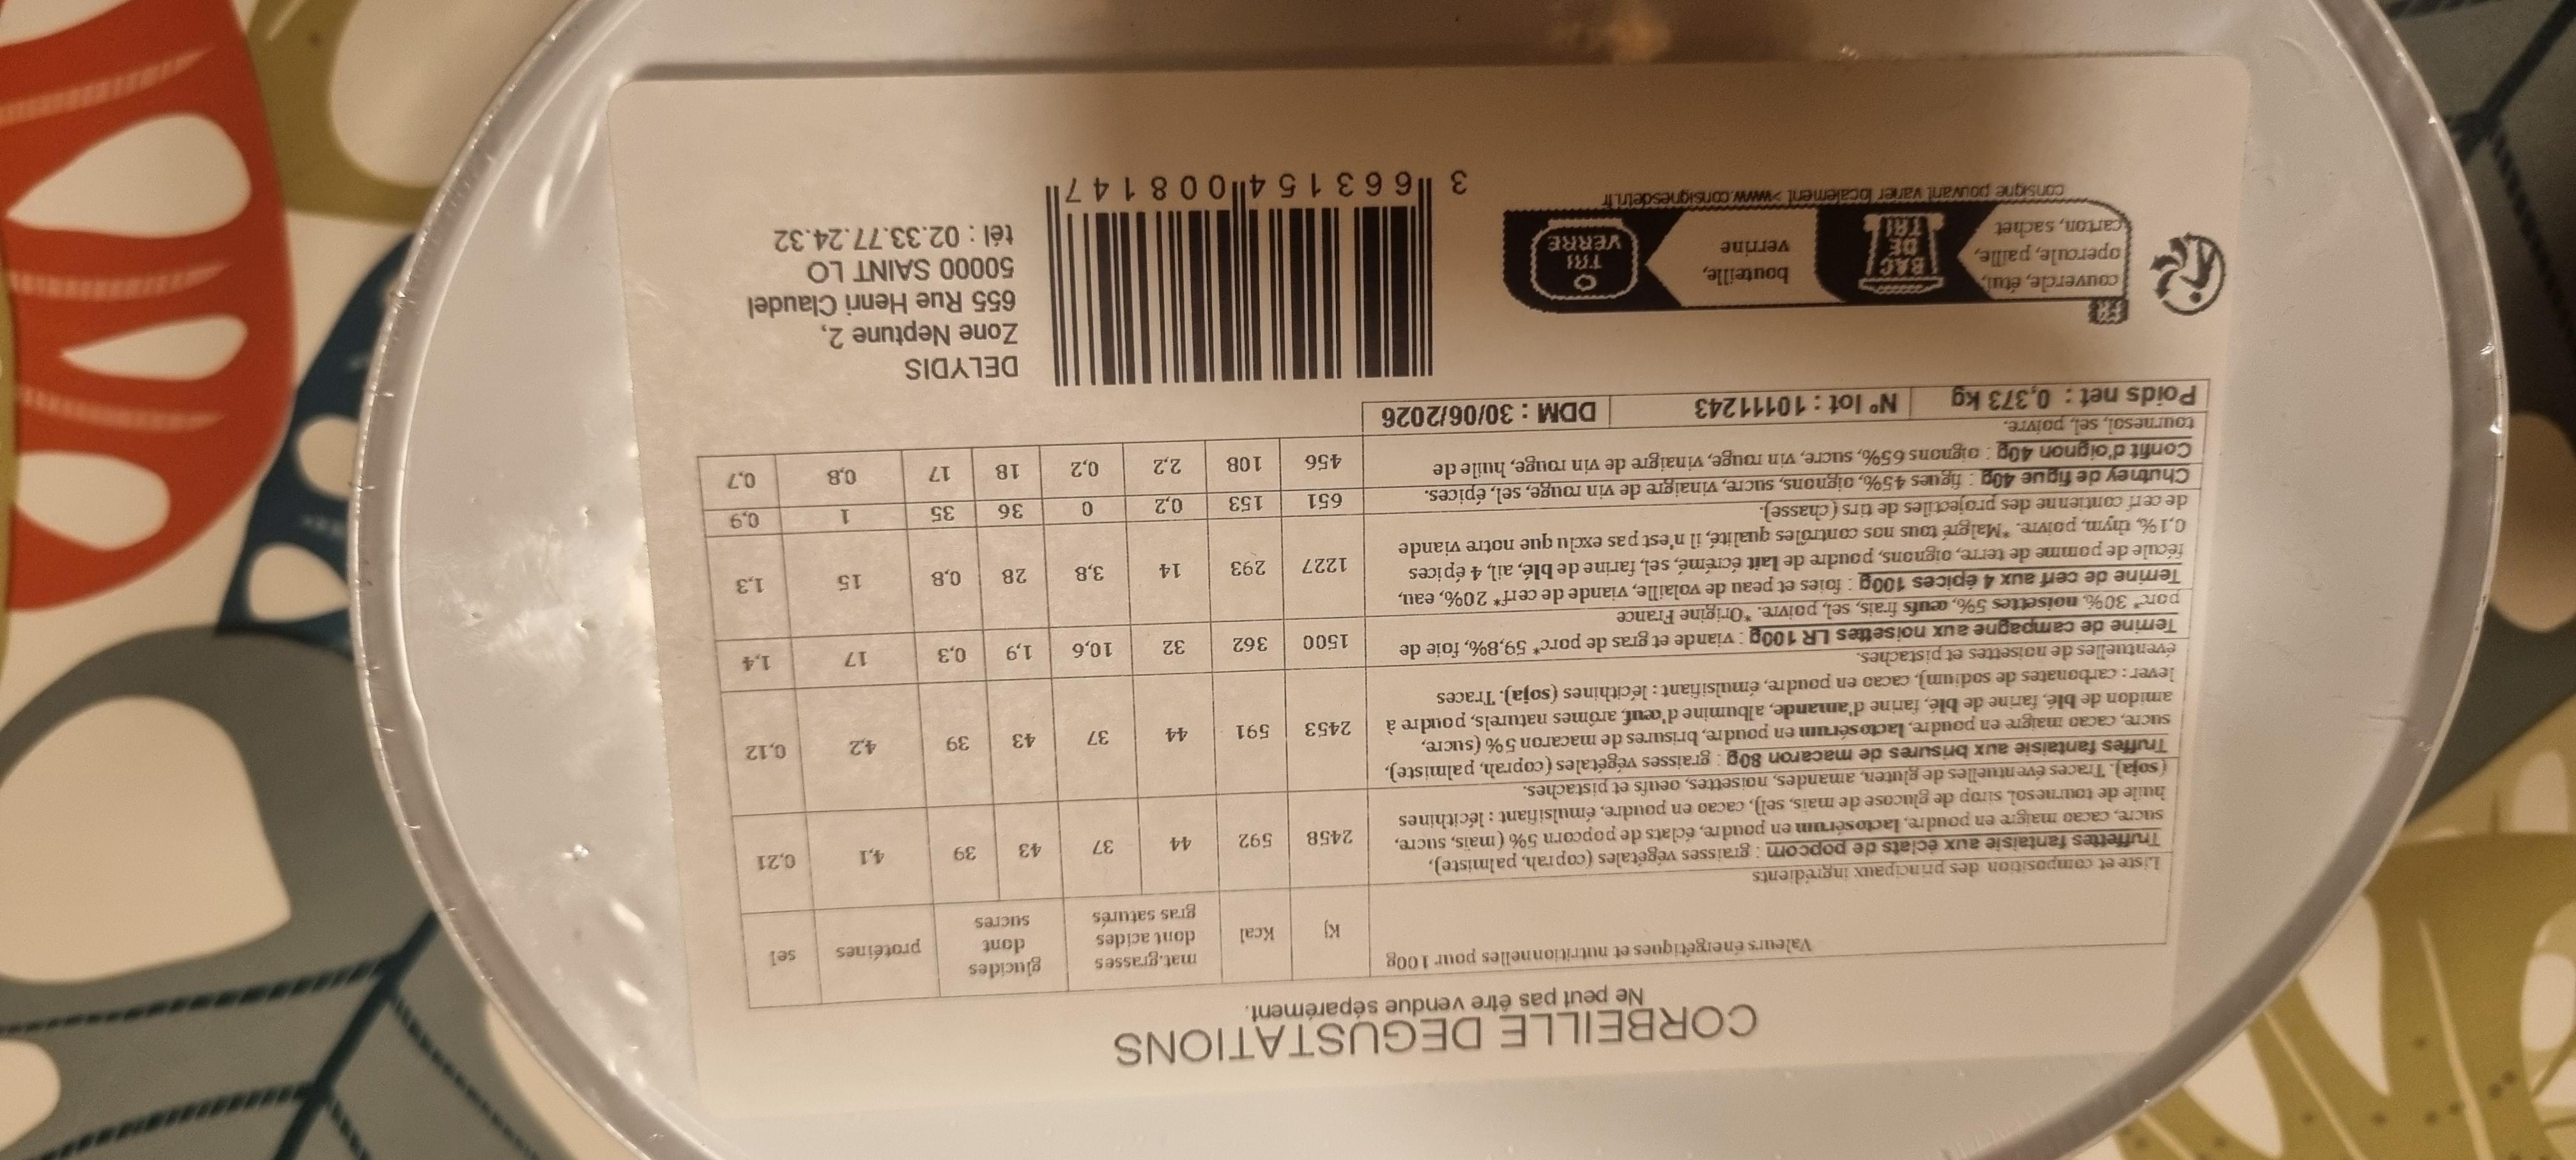 CORBEILLE DEGUSTATIONS
Ne peut pas être vendue séparément.
Valeurs énergétiques et nutritionnelles pour 100g
Kj
Kcal
mat.grasses
dont acides
gras saturés
glucides
dont
sucres
protéines
sel
Liste et composition des principaux ingrédients
Truffettes fantaisie aux éclats de popcorn : graisses végétales (coprah, palmiste),
sucre, cacao maigre en poudre, lactosérum en poudre, éclats de popcorn 5% (maïs, sucre,
huile de tournesol, sirop de glucose de maïs, sel), cacao en poudre, émulsifiant : lécithines
(soja). Traces éventuelles de gluten, amandes, noisettes, oeufs et pistaches.
2458 592 44 37 43 39 4,1 0,21
Truffes fantaisie aux brisures de macaron 80g : graisses végétales (coprah, palmiste),
sucre, cacao maigre en poudre, lactosérum en poudre, brisures de macaron 5% (sucre,
amidon de blé, farine de blé, farine d'amande, albumine d'œuf, arômes naturels, poudre à
lever : carbonates de sodium), cacao en poudre, émulsifiant : lécithines (soja). Traces
éventuelles de noisettes et pistaches.
2453 591 44 37 43 39 4,2 0,12
Terrine de campagne aux noisettes LR 100g : viande et gras de porc* 59,8%, foie de
porc* 30%, noisettes 5%, œufs frais, sel, poivre. *Origine France
1500 362 32 10,6 1,9 0,3 17 1,4
Terrine de cerf aux 4 épices 100g : foies et peau de volaille, viande de cerf* 20%, eau,
fécule de pomme de terre, oignons, poudre de lait écrémé, sel, farine de blé, ail, 4 épices
0,1%, thym, poivre. *Malgré tous nos contrôles qualité, il n'est pas exclu que notre viande
de cerf contienne des projectiles de tirs (chasse).
1227 293 14 3,8 28 0,8 15 1,3
Chutney de figue 40g : figues 45%, oignons, sucre, vinaigre de vin rouge, sel, épices.
651 153 0,2 0 36 35 1 0,9
Confit d'oignon 40g : oignons 65%, sucre, vin rouge, vinaigre de vin rouge, huile de
tournesol, sel, poivre.
456 108 2,2 0,2 18 17 0,8 0,7
Poids net : 0,373 kg
N° lot : 10111243
DDM : 30/06/2026
FR
couvercle, étui,
opercule, paille,
carton, sachet
BAC
DE
TRI
bouteille,
verrine
TRI
VERRE
consigne pouvant varier localement >www.consignesdetri.fr
3 663154 008147
DELYDIS
Zone Neptune 2,
655 Rue Henri Claudel
50000 SAINT LO
tél : 02.33.77.24.32